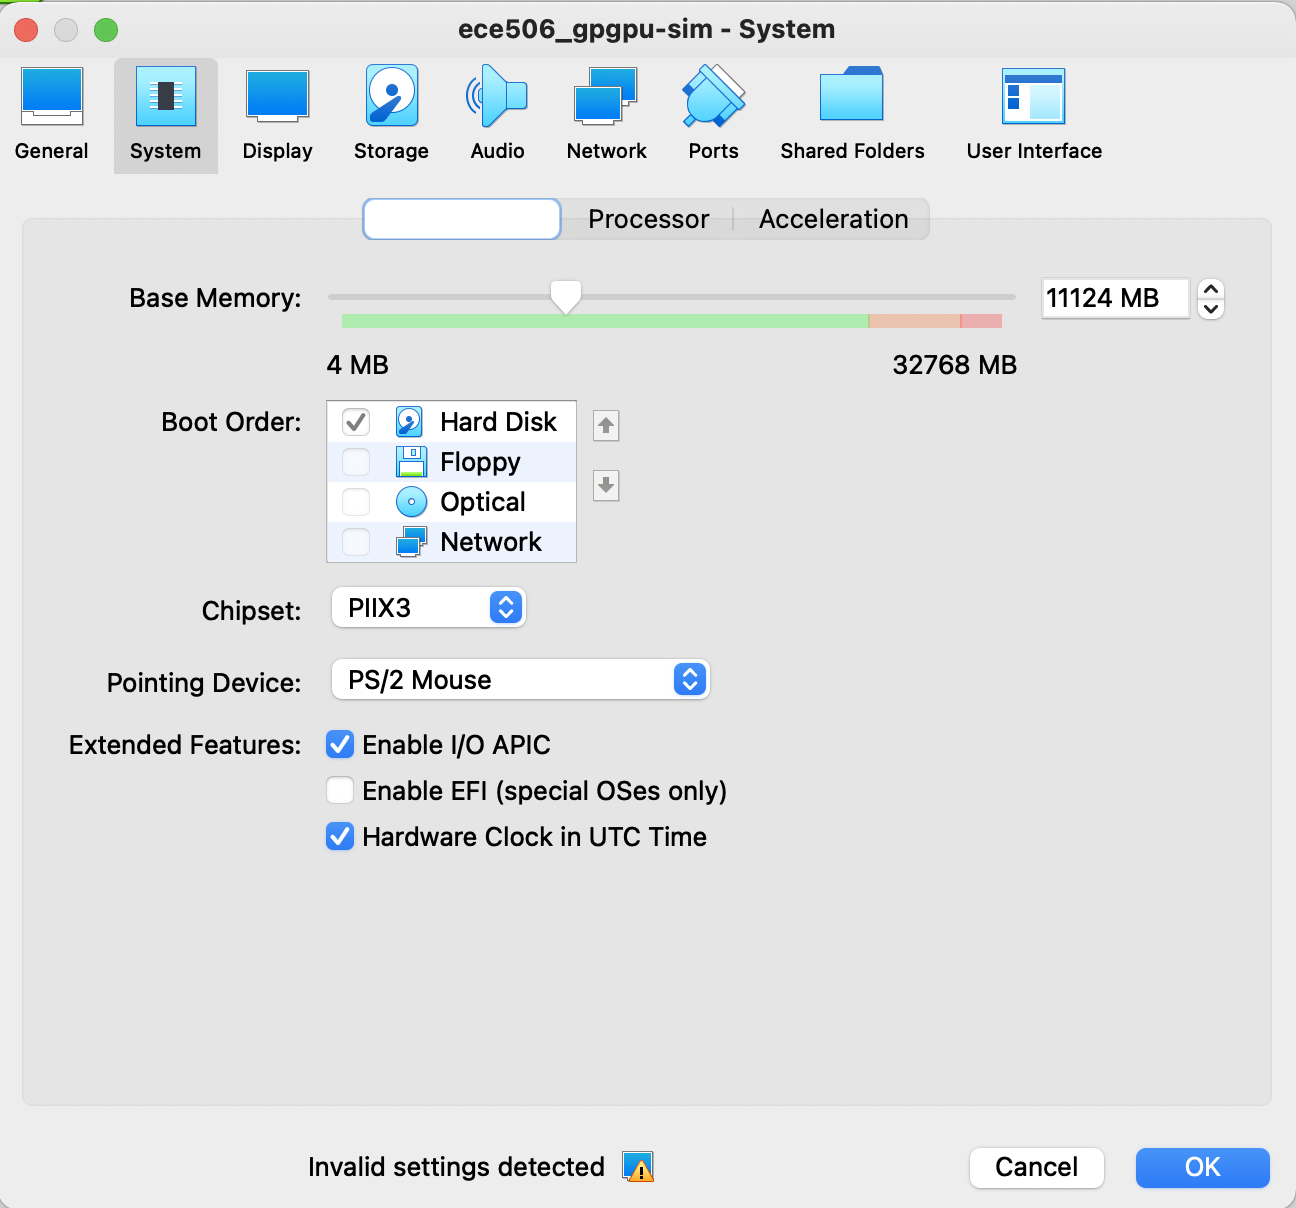 ece506_gpgpu-sim - System
General System Display Storage Audio Network Ports Shared Folders User Interface
Processor Acceleration
Base Memory: 11124 MB
4 MB 32768 MB
Boot Order: Hard Disk
Floppy
Optical
Network
Chipset: PIIX3
Pointing Device: PS/2 Mouse
Extended Features: Enable I/O APIC
Enable EFI (special OSes only)
Hardware Clock in UTC Time
Invalid settings detected Cancel OK